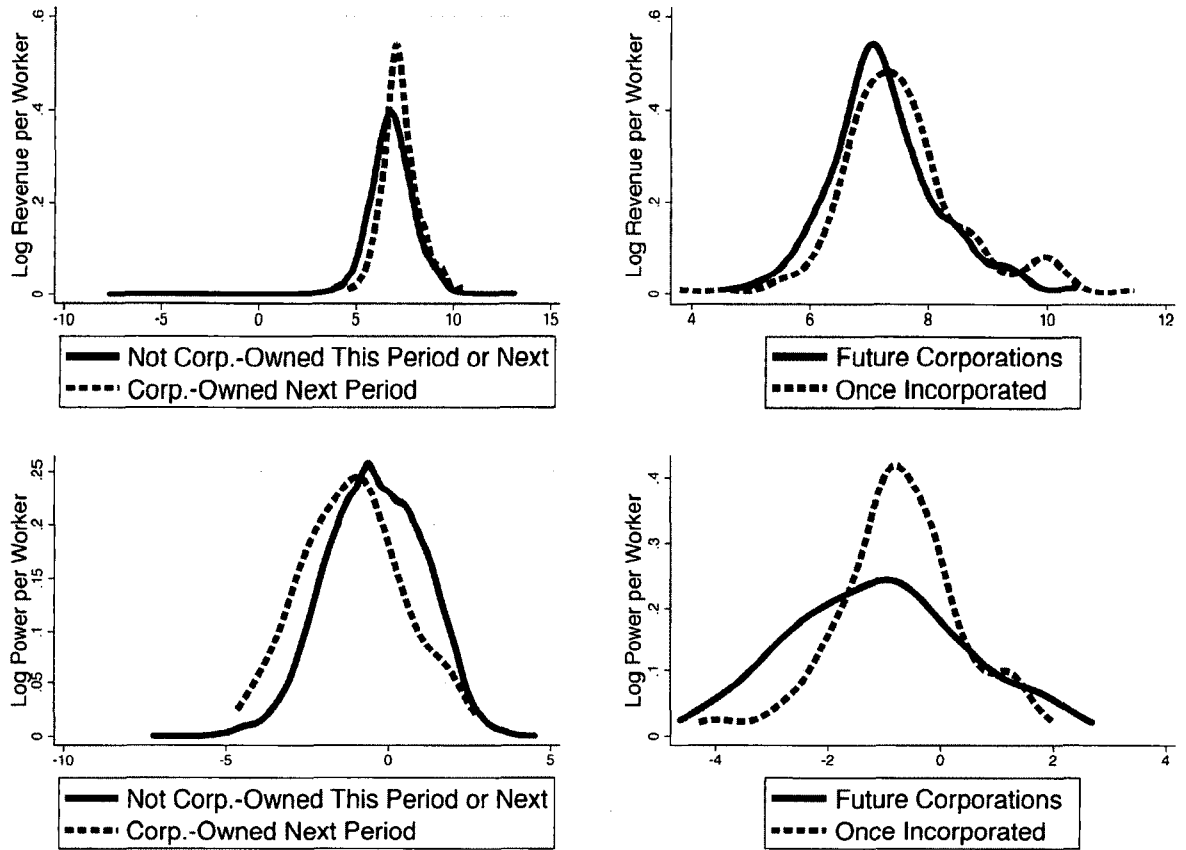 Log Revenue per Worker
0 .2 .4 .6
-10 -5 0 5 10 15
Not Corp.-Owned This Period or Next
Corp.-Owned Next Period
Log Revenue per Worker
0 .2 .4 .6
4 6 8 10 12
Future Corporations
Once Incorporated
Log Power per Worker
0 .05 .1 .15 .2 .25
-10 -5 0 5
Not Corp.-Owned This Period or Next
Corp.-Owned Next Period
Log Power per Worker
0 .1 .2 .3 .4
-4 -2 0 2 4
Future Corporations
Once Incorporated